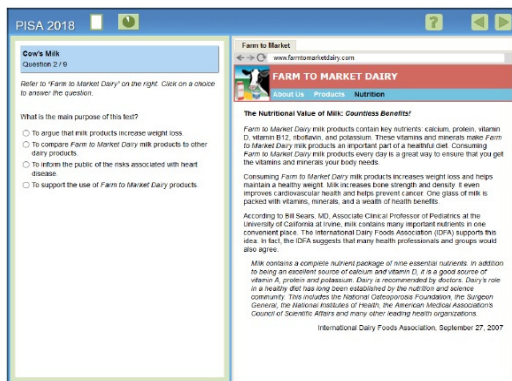 PISA 2018
?
Cow's Milk
Question 2 / 9
Refer to "Farm to Market Dairy" on the right. Click on a choice
to answer the question.
What is the main purpose of this text?
To argue that milk products increase weight loss.
To compare Farm to Market Dairy milk products to other
dairy products.
To inform the public of the risks associated with heart
disease.
To support the use of Farm to Market Dairy products.
Farm to Market
www.farmtomarketdairy.com
FARM TO MARKET DAIRY
About Us Products Nutrition
The Nutritional Value of Milk: Countless Benefits!
Farm to Market Dairy milk products contain key nutrients: calcium, protein, vitamin
D, vitamin B12, riboflavin, and potassium. These vitamins and minerals make Farm
to Market Dairy milk products an important part of a healthful diet. Consuming
Farm to Market Dairy milk products every day is a great way to ensure that you get
the vitamins and minerals your body needs.
Consuming Farm to Market Dairy milk products increases weight loss and helps
maintain a healthy weight. Milk increases bone strength and density. It even
improves cardiovascular health and helps prevent cancer. One glass of milk is
packed with vitamins, minerals, and a wealth of health benefits.
According to Bill Sears, MD, Associate Clinical Professor of Pediatrics at the
University of California at Irvine, milk contains many important nutrients in one
convenient place. The International Dairy Foods Association (IDFA) supports this
idea. In fact, the IDFA suggests that many health professionals and groups would
also agree.
Milk contains a complete nutrient package of nine essential nutrients. In addition
to being an excellent source of calcium and vitamin D, it is a good source of
vitamin A, protein and potassium. Dairy is recommended by doctors. Dairy's role
in a healthy diet has long been established by the nutrition and science
community. This includes the National Osteoporosis Foundation, the Surgeon
General, the National Institutes of Health, the American Medical Association's
Council of Scientific Affairs and many other leading health organizations.
International Dairy Foods Association, September 27, 2007